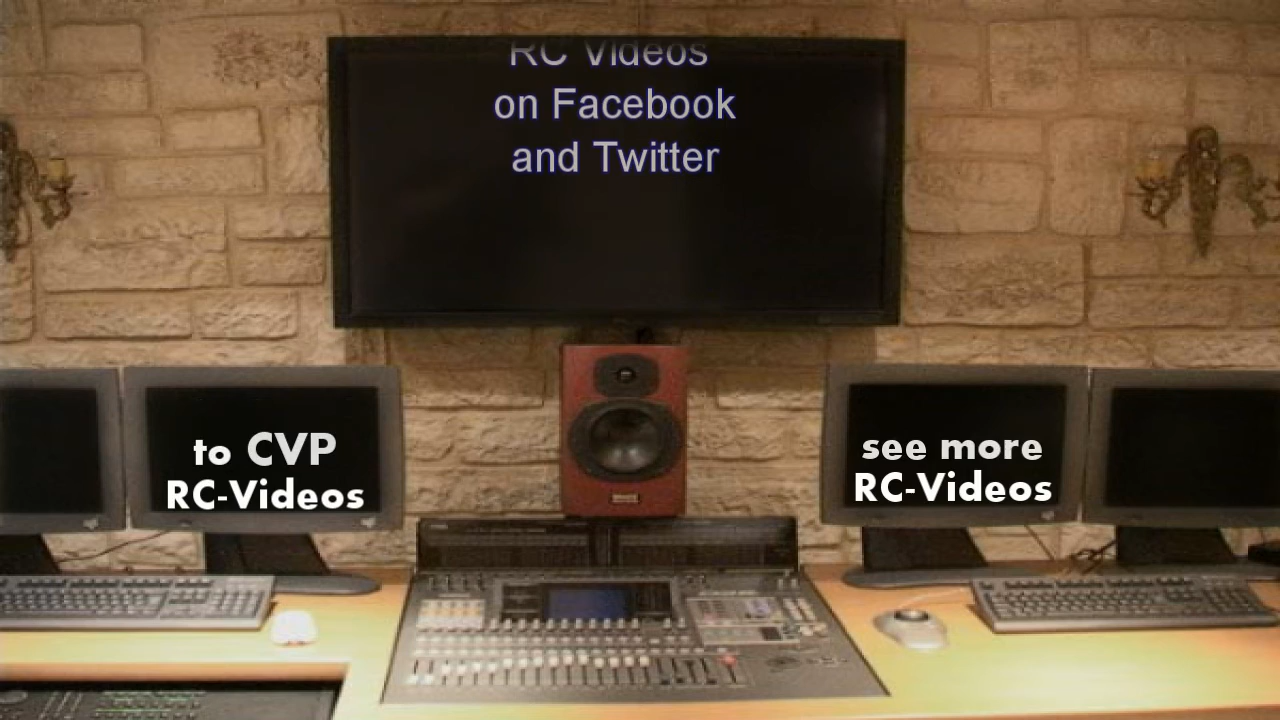 RC Videos
on Facebook
and Twitter
to CVP
RC-Videos
see more
RC-Videos